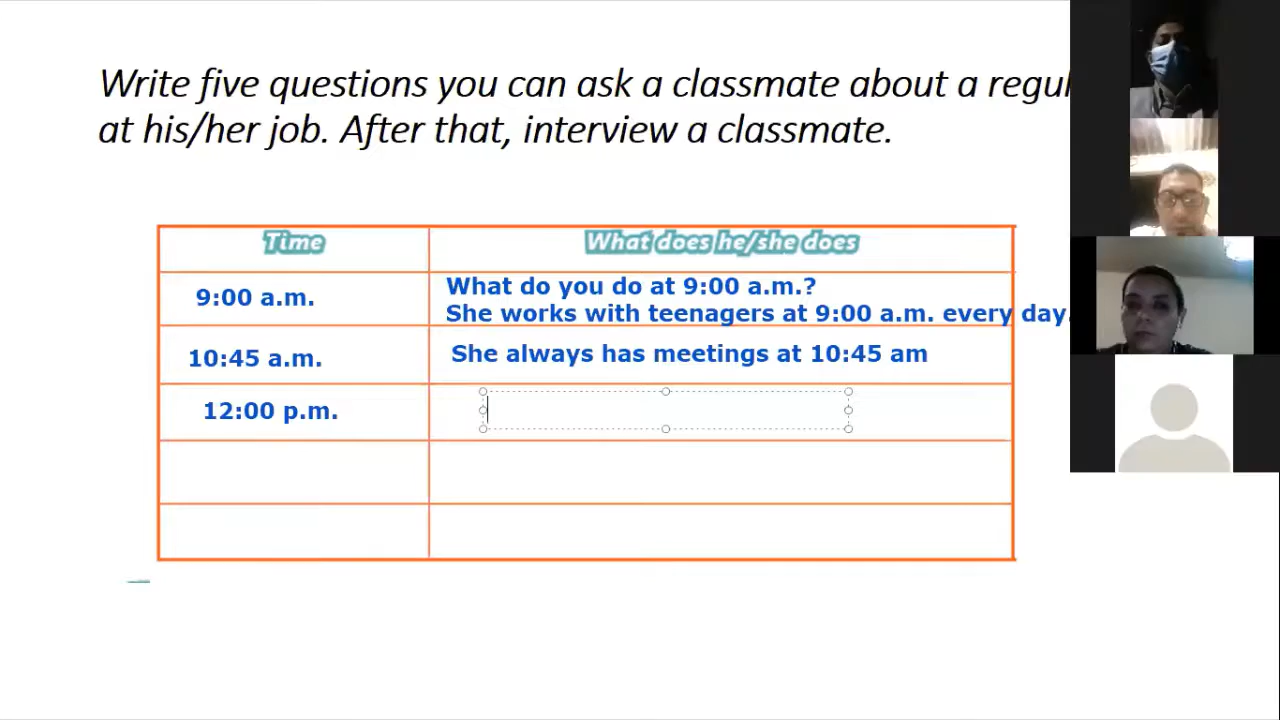 Write five questions you can ask a classmate about a
at his/her job. After that, interview a classmate.
Time
What does he/she does
9:00 a.m.
What do you do at 9:00 a.m.?
She works with teenagers at 9:00 a.m. every day.
10:45 a.m.
She always has meetings at 10:45 am
12:00 p.m.